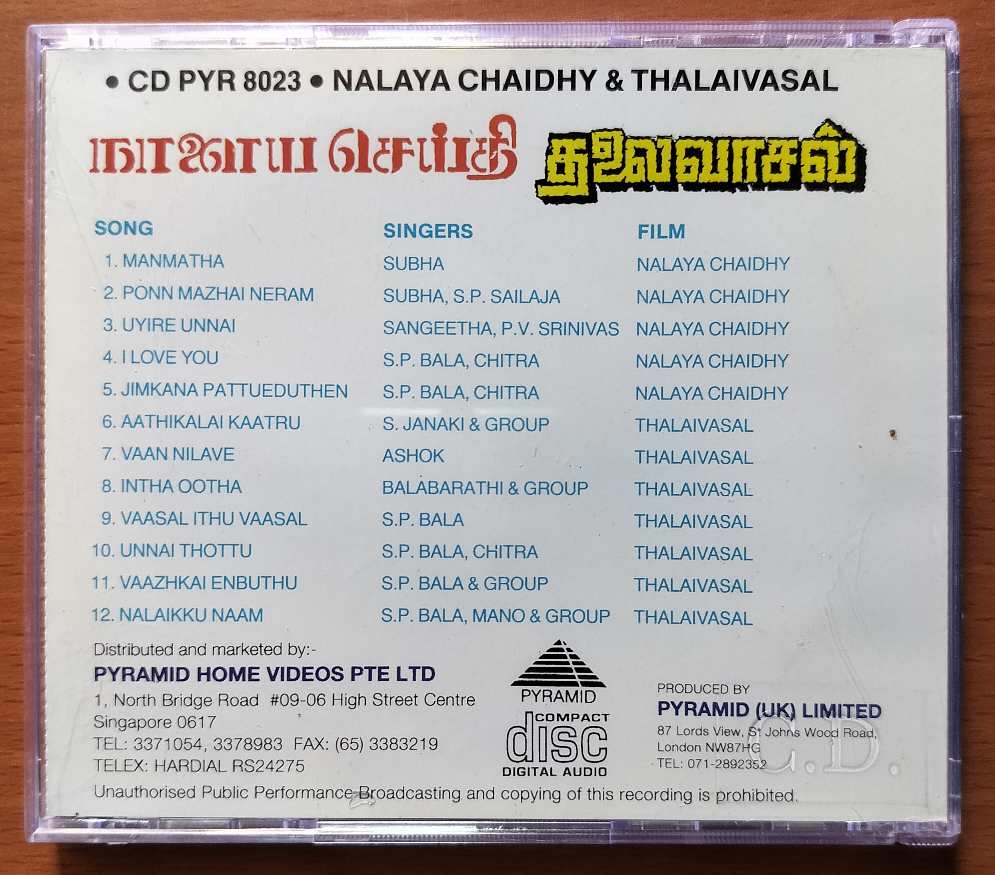 • CD PYR 8023 • NALAYA CHAIDHY & THALAIVASAL
நாளைய செய்தி தலைவாசல்
SONG SINGERS FILM
1. MANMATHA SUBHA NALAYA CHAIDHY
2. PONN MAZHAI NERAM SUBHA, S.P. SAILAJA NALAYA CHAIDHY
3. UYIRE UNNAI SANGEETHA, P.V. SRINIVAS NALAYA CHAIDHY
4. I LOVE YOU S.P. BALA, CHITRA NALAYA CHAIDHY
5. JIMKANA PATTUEDUTHEN S.P. BALA, CHITRA NALAYA CHAIDHY
6. AATHIKALAI KAATRU S. JANAKI & GROUP THALAIVASAL
7. VAAN NILAVE ASHOK THALAIVASAL
8. INTHA OOTHA BALABARATHI & GROUP THALAIVASAL
9. VAASAL ITHU VAASAL S.P. BALA THALAIVASAL
10. UNNAI THOTTU S.P. BALA, CHITRA THALAIVASAL
11. VAAZHKAI ENBUTHU S.P. BALA & GROUP THALAIVASAL
12. NALAIKKU NAAM S.P. BALA, MANO & GROUP THALAIVASAL
Distributed and marketed by:-
PYRAMID HOME VIDEOS PTE LTD
1, North Bridge Road #09-06 High Street Centre
Singapore 0617
TEL: 3371054, 3378983 FAX: (65) 3383219
TELEX: HARDIAL RS24275
PYRAMID
COMPACT
disc
DIGITAL AUDIO
PRODUCED BY
PYRAMID (UK) LIMITED
87 Lords View, St Johns Wood Road,
London NW87HG
TEL: 071-2892352
C.D.
Unauthorised Public Performance Broadcasting and copying of this recording is prohibited.